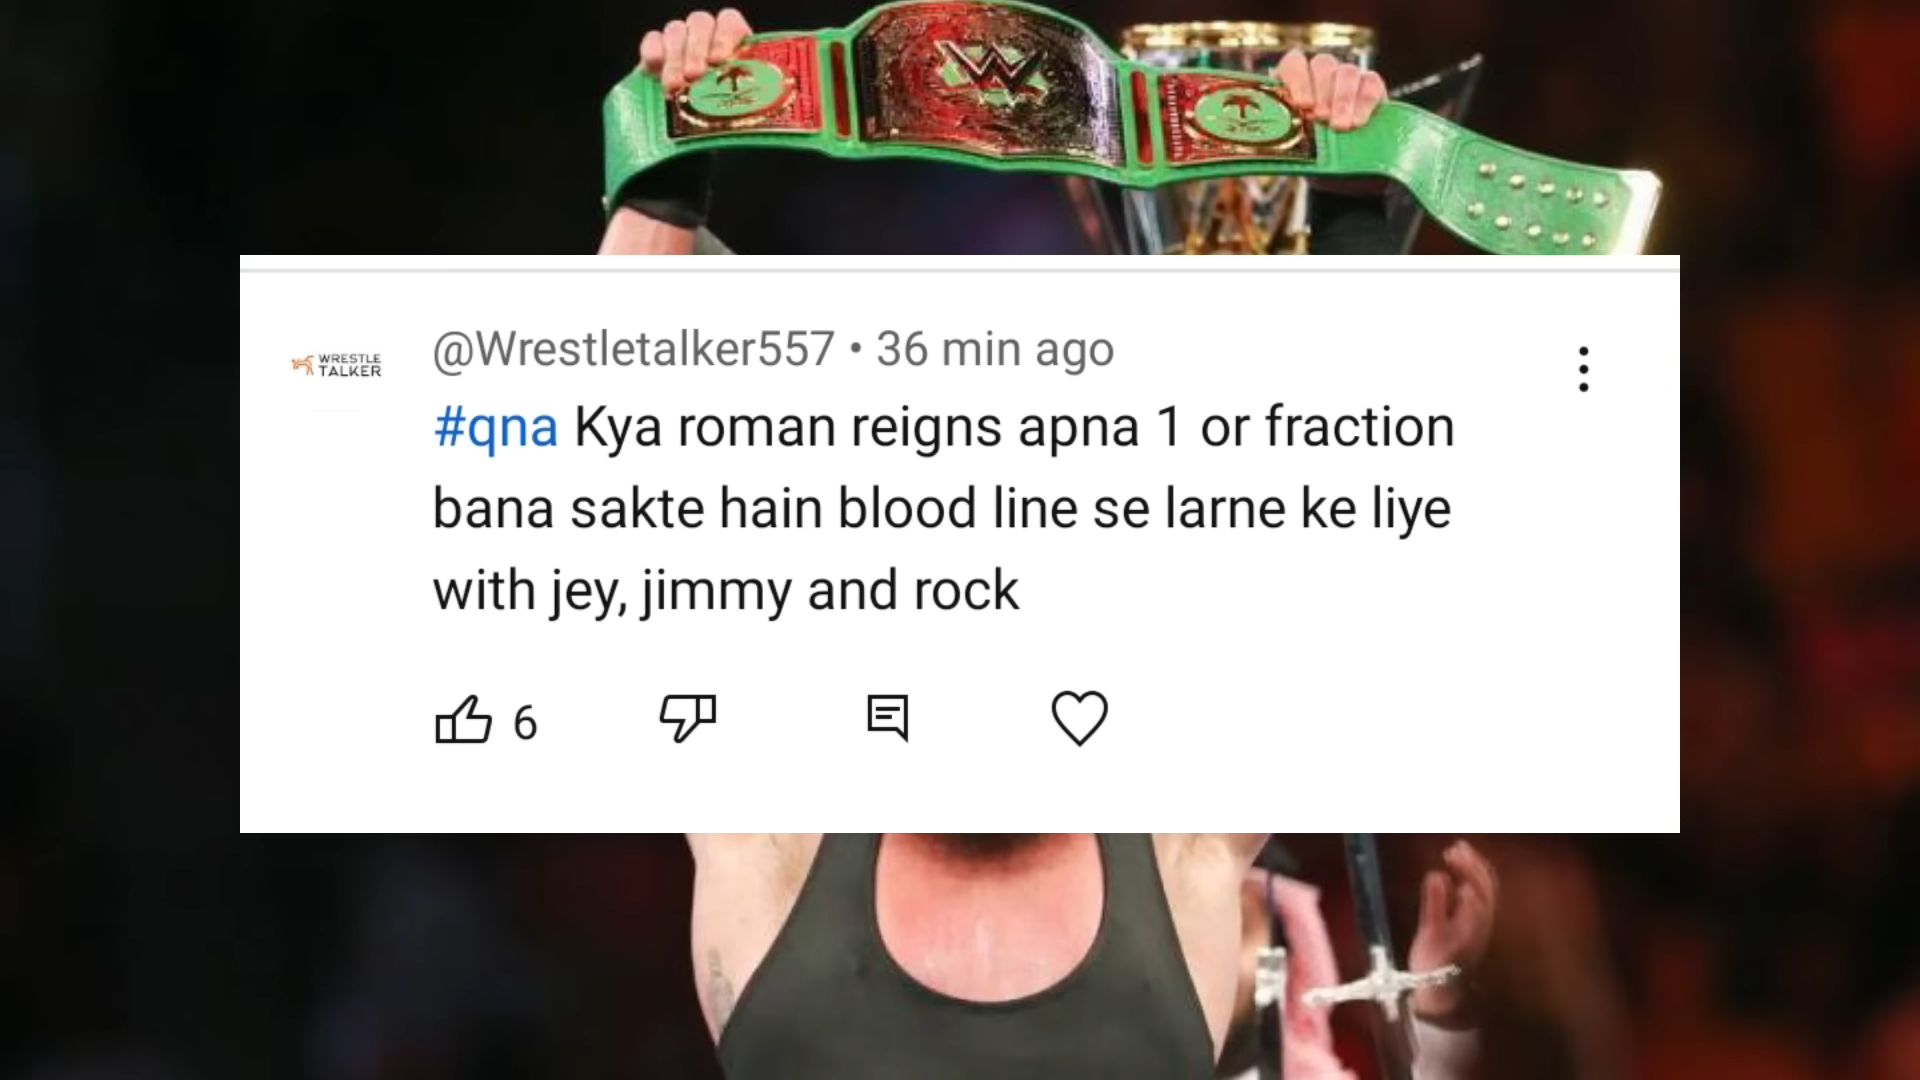 WRESTLE
TALKER
@Wrestletalker557 • 36 min ago
#qna Kya roman reigns apna 1 or fraction
bana sakte hain blood line se larne ke liye
with jey, jimmy and rock
6